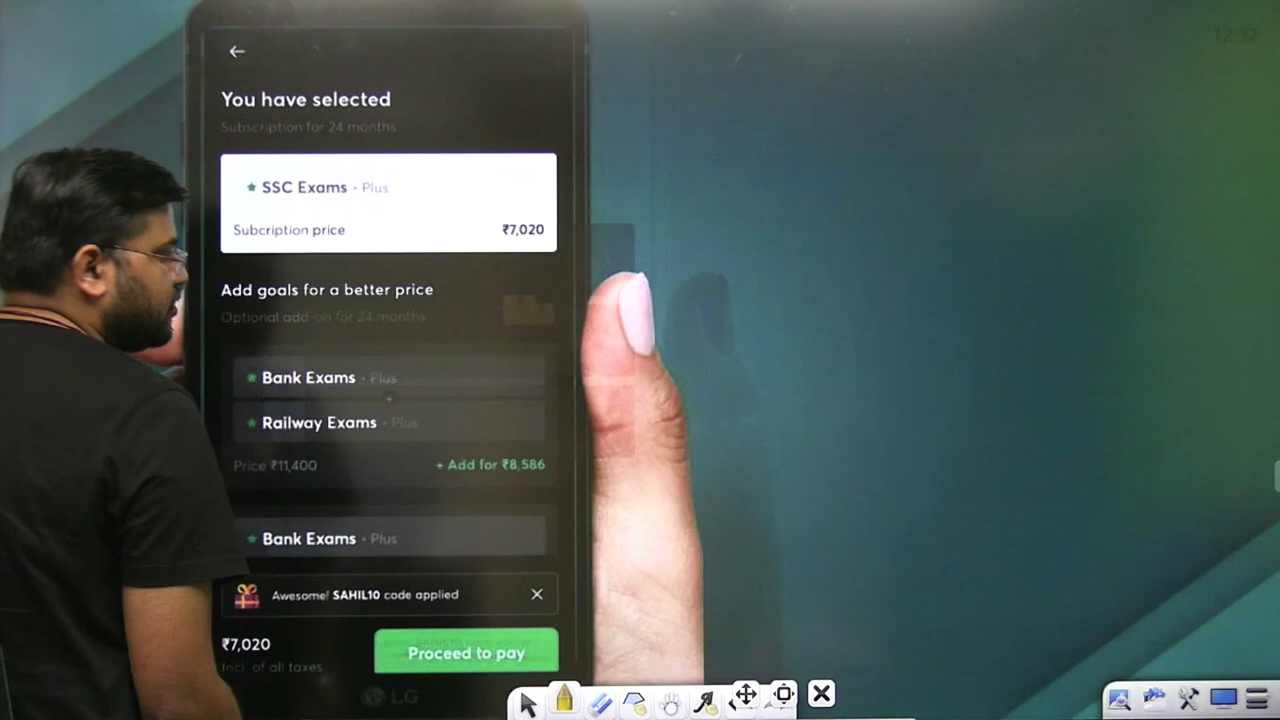 12:32
You have selected
Subscription for 24 months
SSC Exams • Plus
Subcription price ₹7,020
Add goals for a better price
Optional add-on for 24 months
Bank Exams • Plus
+
Railway Exams • Plus
Price ₹11,400 + Add for ₹8,586
Bank Exams • Plus
Awesome! SAHIL10 code applied
₹7,020
Incl. of all taxes
Proceed to pay
LG